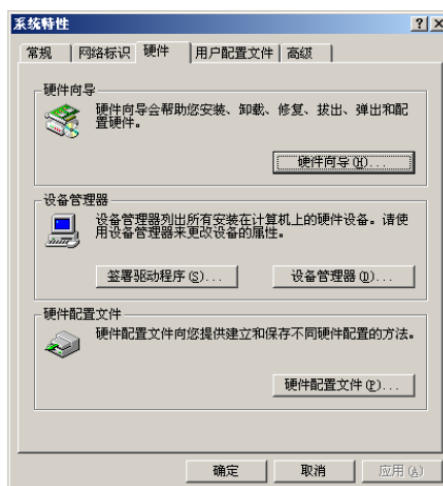 系统特性
常规 网络标识 硬件 用户配置文件 高级
硬件向导
硬件向导会帮助您安装、卸载、修复、拔出、弹出和配
置硬件。
硬件向导(H)...
设备管理器
设备管理器列出所有安装在计算机上的硬件设备。请使
用设备管理器来更改设备的属性。
签署驱动程序(S)... 设备管理器(D)...
硬件配置文件
硬件配置文件向您提供建立和保存不同硬件配置的方法。
硬件配置文件(P)...
确定 取消 应用(A)